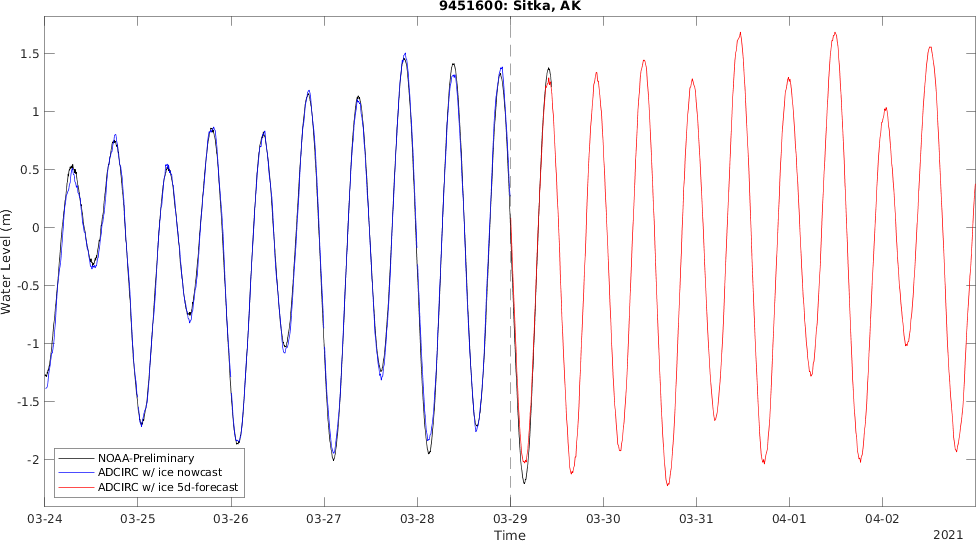 9451600: Sitka, AK
Water Level (m)
1.5
1
0.5
0
-0.5
-1
-1.5
-2
NOAA-Preliminary
ADCIRC w/ ice nowcast
ADCIRC w/ ice 5d-forecast
03-24 03-25 03-26 03-27 03-28 03-29 03-30 03-31 04-01 04-02
Time
2021